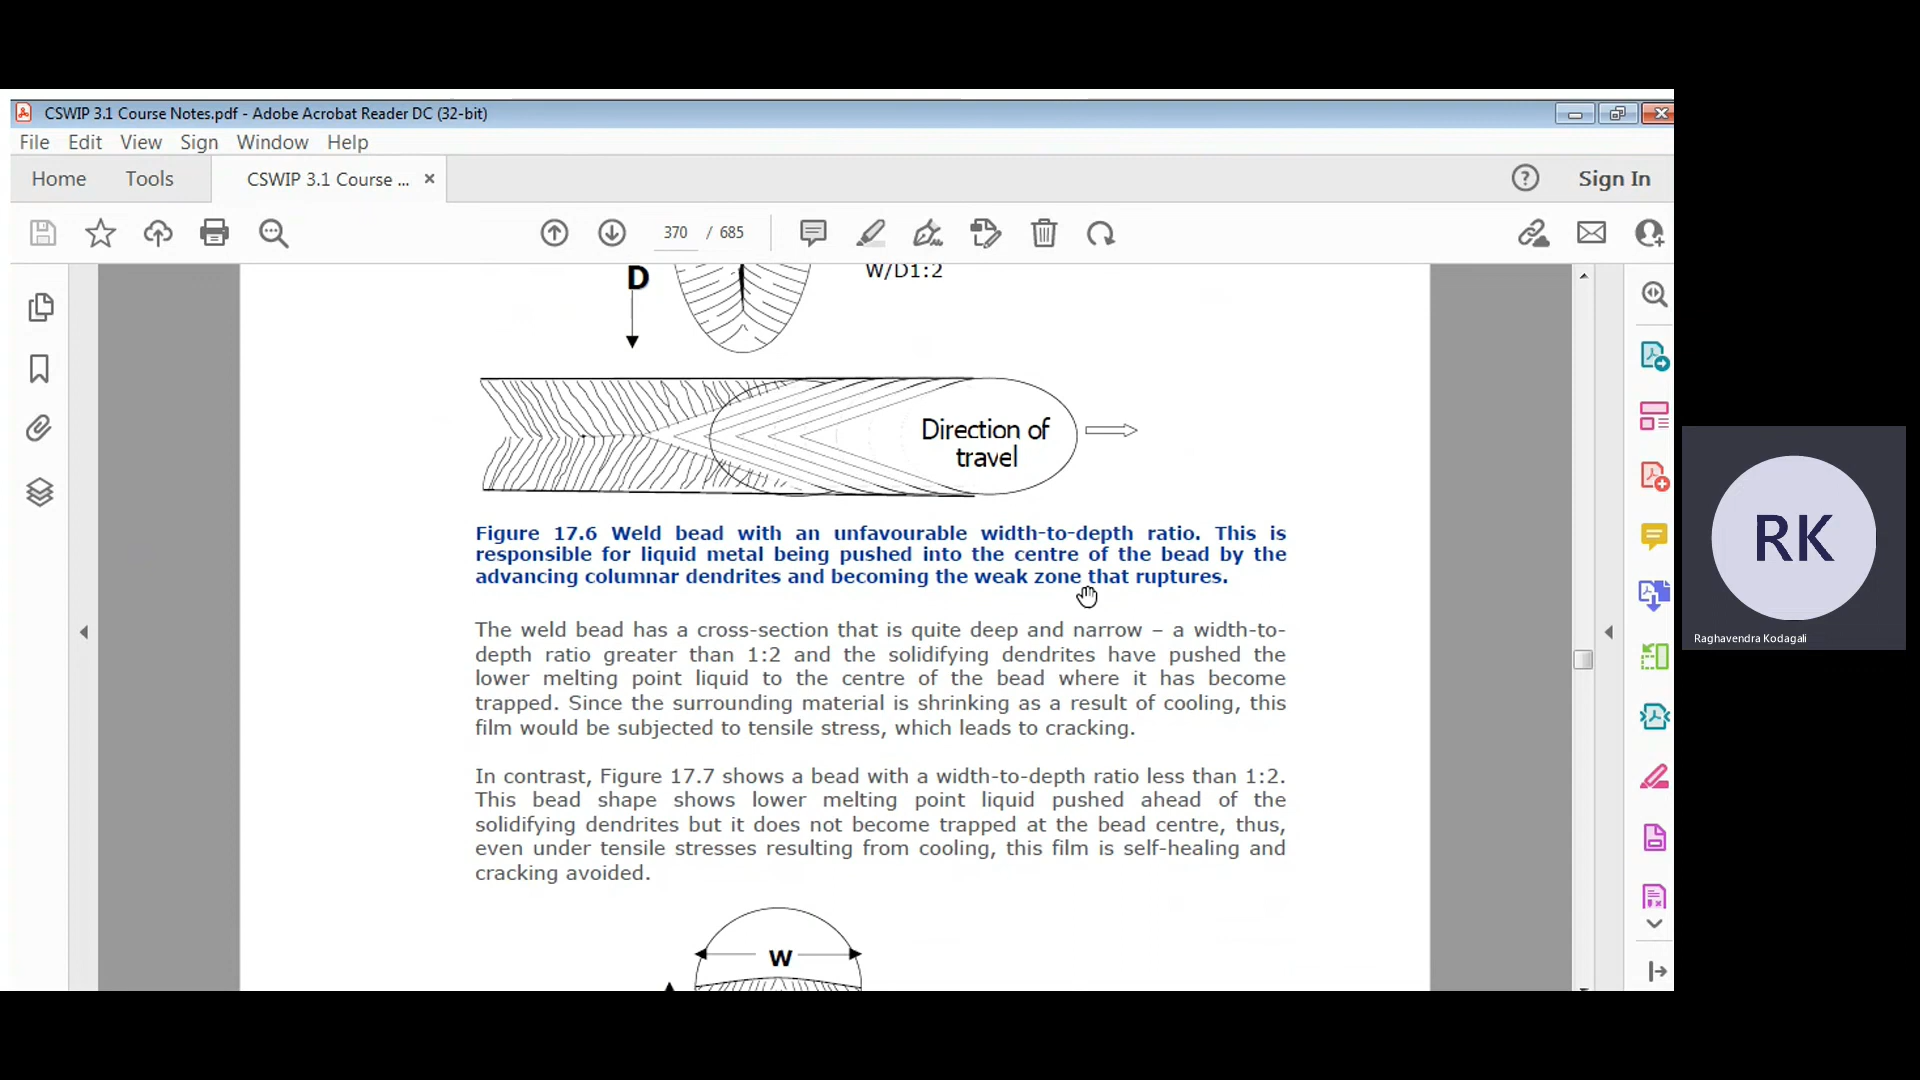 CSWIP 3.1 Course Notes.pdf - Adobe Acrobat Reader DC (32-bit)
File Edit View Sign Window Help
Home Tools CSWIP 3.1 Course ... × ? Sign In
370 / 685
D W/D1:2
Direction of
travel
Figure 17.6 Weld bead with an unfavourable width-to-depth ratio. This is
responsible for liquid metal being pushed into the centre of the bead by the
advancing columnar dendrites and becoming the weak zone that ruptures.
The weld bead has a cross-section that is quite deep and narrow – a width-to-
depth ratio greater than 1:2 and the solidifying dendrites have pushed the
lower melting point liquid to the centre of the bead where it has become
trapped. Since the surrounding material is shrinking as a result of cooling, this
film would be subjected to tensile stress, which leads to cracking.
In contrast, Figure 17.7 shows a bead with a width-to-depth ratio less than 1:2.
This bead shape shows lower melting point liquid pushed ahead of the
solidifying dendrites but it does not become trapped at the bead centre, thus,
even under tensile stresses resulting from cooling, this film is self-healing and
cracking avoided.
W
RK
Raghavendra Kodagali